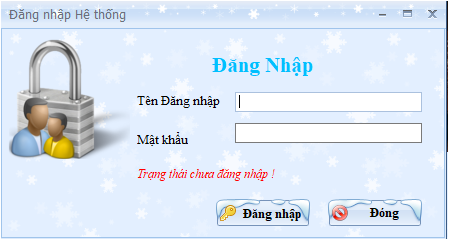 Đăng nhập Hệ thống
Đăng Nhập
Tên Đăng nhập
Mật khẩu
Trạng thái chưa đăng nhập !
Đăng nhập
Đóng